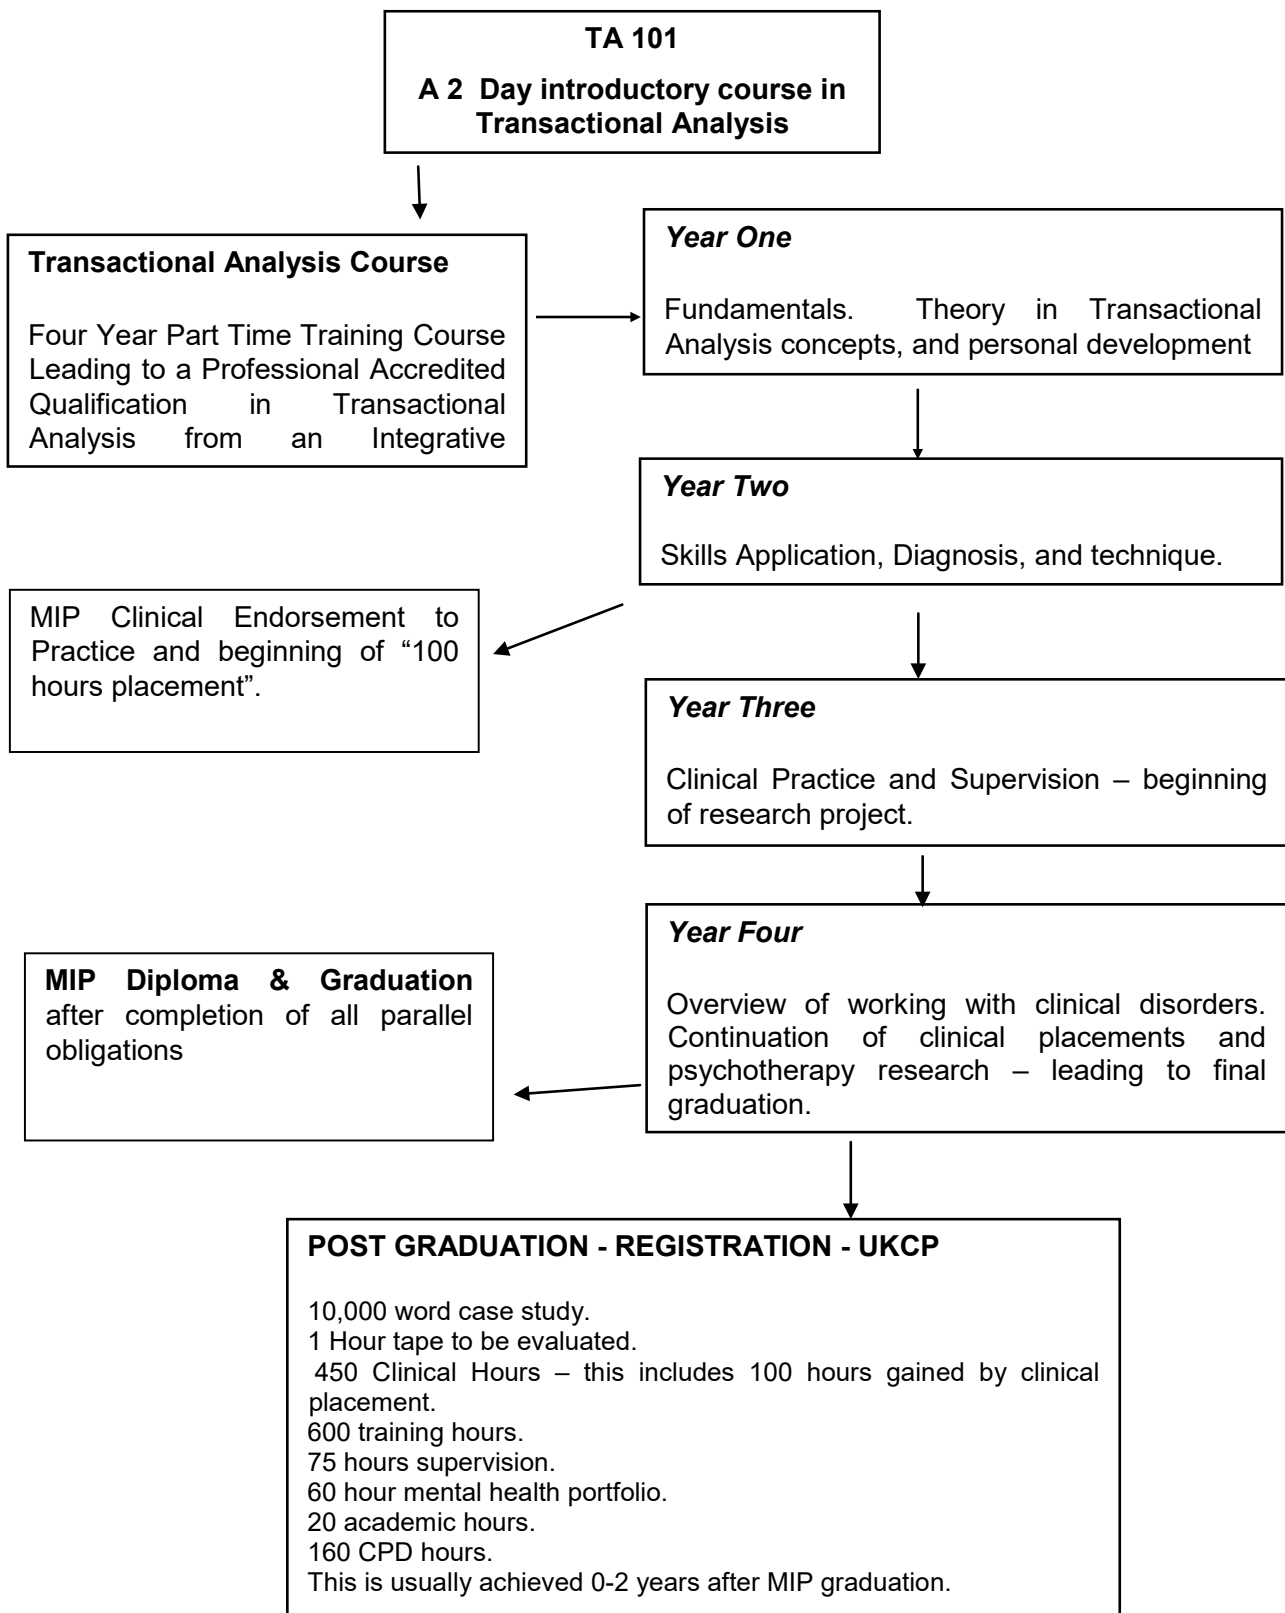 TA 101
A 2 Day introductory course in
Transactional Analysis
Transactional Analysis Course
Four Year Part Time Training Course
Leading to a Professional Accredited
Qualification in Transactional
Analysis from an Integrative
Year One
Fundamentals. Theory in Transactional
Analysis concepts, and personal development
Year Two
Skills Application, Diagnosis, and technique.
MIP Clinical Endorsement to
Practice and beginning of “100
hours placement”.
Year Three
Clinical Practice and Supervision – beginning
of research project.
Year Four
Overview of working with clinical disorders.
Continuation of clinical placements and
psychotherapy research – leading to final
graduation.
MIP Diploma & Graduation
after completion of all parallel
obligations
POST GRADUATION - REGISTRATION - UKCP
10,000 word case study.
1 Hour tape to be evaluated.
450 Clinical Hours – this includes 100 hours gained by clinical
placement.
600 training hours.
75 hours supervision.
60 hour mental health portfolio.
20 academic hours.
160 CPD hours.
This is usually achieved 0-2 years after MIP graduation.